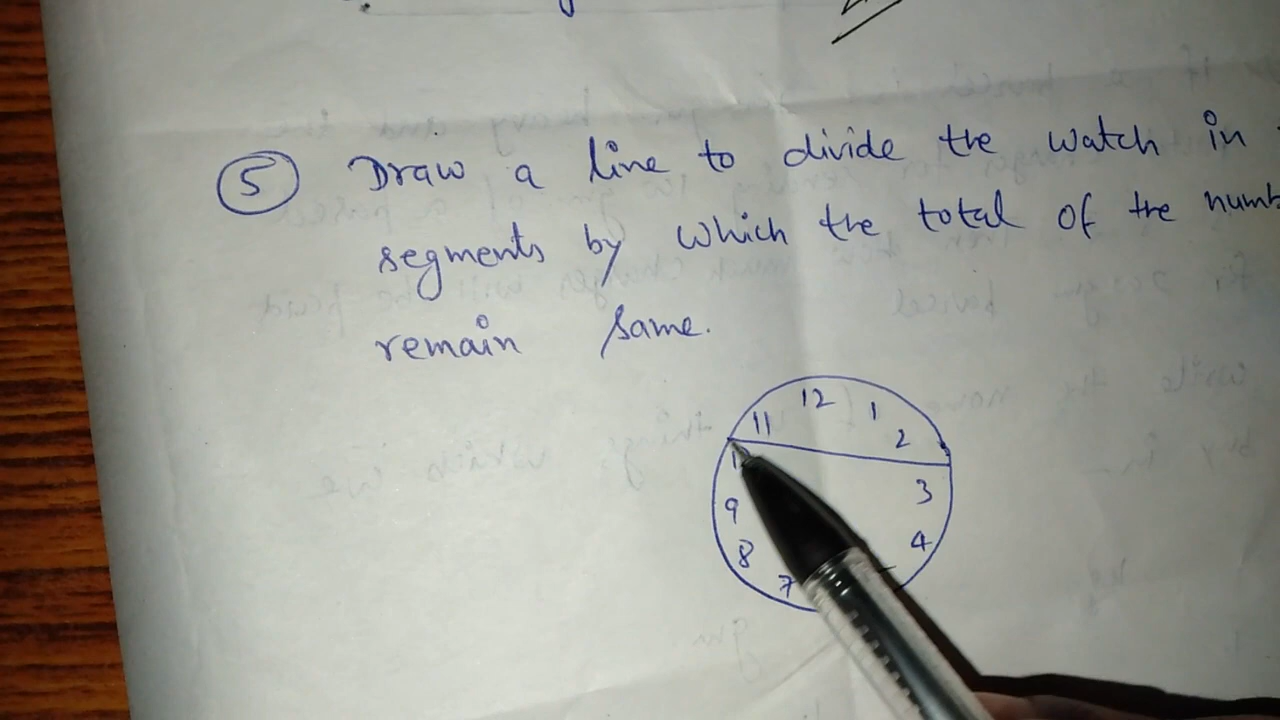 5 Draw a line to divide the watch in
segments by which the total of the
remain same.
12
11 1
2
3
9
4
8
7